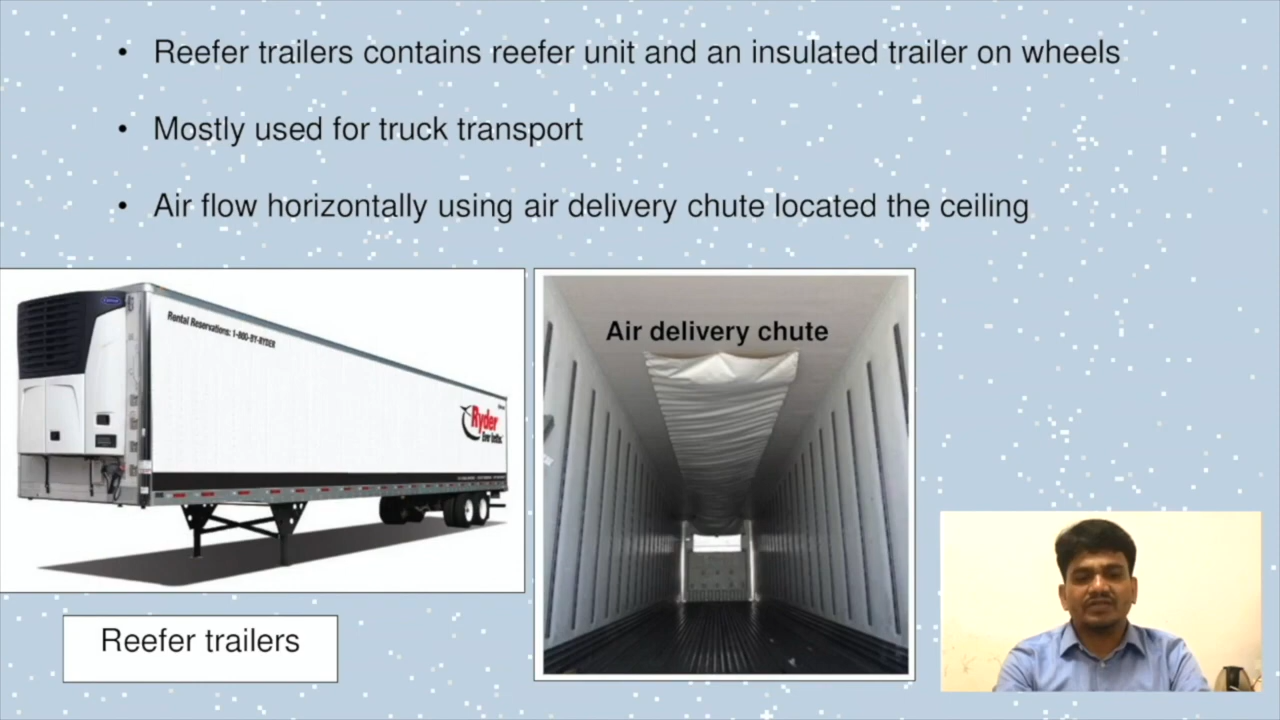 • Reefer trailers contains reefer unit and an insulated trailer on wheels
• Mostly used for truck transport
• Air flow horizontally using air delivery chute located the ceiling
Rental Reservations: 1-800-BY-RYDER
Ryder
Air delivery chute
Reefer trailers